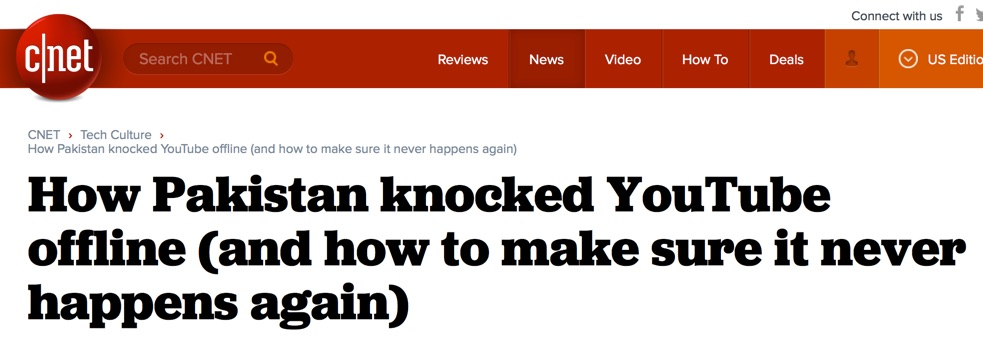 Connect with us
c|net
Search CNET
Reviews
News
Video
How To
Deals
US Editio
CNET › Tech Culture ›
How Pakistan knocked YouTube offline (and how to make sure it never happens again)
How Pakistan knocked YouTube
offline (and how to make sure it never
happens again)